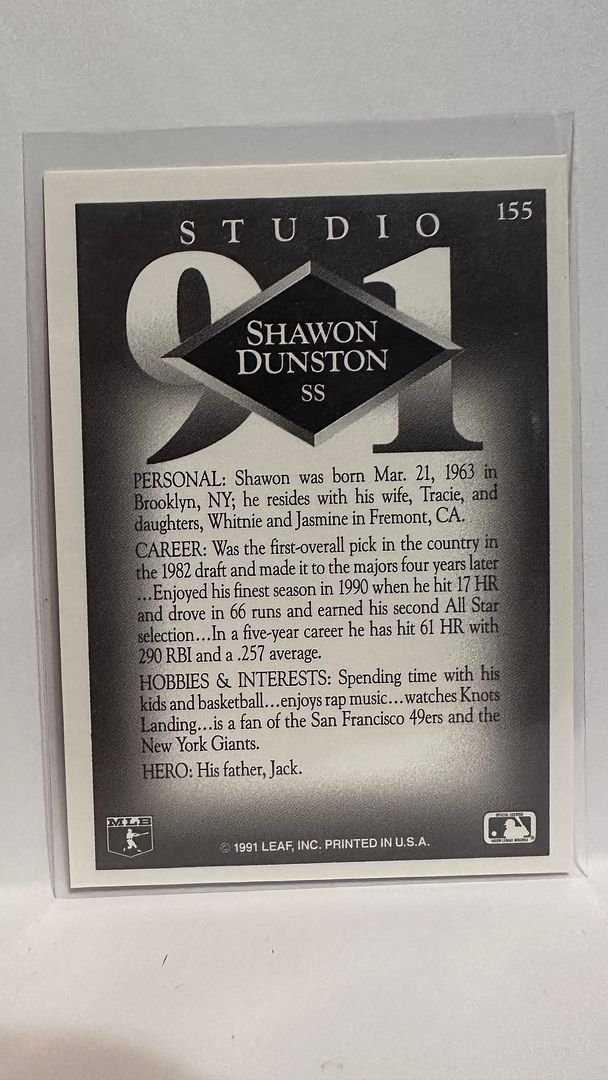 155
STUDIO
91
SHAWON
DUNSTON
SS
PERSONAL: Shawon was born Mar. 21, 1963 in
Brooklyn, NY; he resides with his wife, Tracie, and
daughters, Whitnie and Jasmine in Fremont, CA.
CAREER: Was the first-overall pick in the country in
the 1982 draft and made it to the majors four years later
...Enjoyed his finest season in 1990 when he hit 17 HR
and drove in 66 runs and earned his second All Star
selection...In a five-year career he has hit 61 HR with
290 RBI and a .257 average.
HOBBIES & INTERESTS: Spending time with his
kids and basketball...enjoys rap music...watches Knots
Landing...is a fan of the San Francisco 49ers and the
New York Giants.
HERO: His father, Jack.
MLB
© 1991 LEAF, INC. PRINTED IN U.S.A.